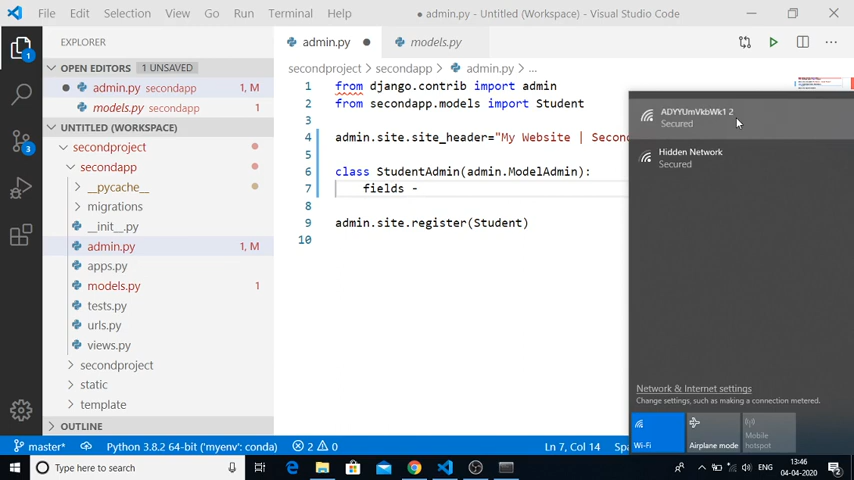 File Edit Selection View Go Run Terminal Help
● admin.py - Untitled (Workspace) - Visual Studio Code
EXPLORER
admin.py ●
models.py
OPEN EDITORS 1 UNSAVED
admin.py secondapp 1, M
models.py secondapp 1
UNTITLED (WORKSPACE)
secondproject
secondapp
__pycache__
migrations
__init__.py
admin.py 1, M
apps.py
models.py 1
tests.py
urls.py
views.py
secondproject
static
template
OUTLINE
1
3
secondproject > secondapp > admin.py > ...
1 from django.contrib import admin
2 from secondapp.models import Student
3
4 admin.site.site_header="My Website | Secon
5
6 class StudentAdmin(admin.ModelAdmin):
7 fields -
8
9 admin.site.register(Student)
10
ADYYUmVkbWk1 2
Secured
Hidden Network
Secured
Network & Internet settings
Change settings, such as making a connection metered.
Wi-Fi
Airplane mode
Mobile
hotspot
master* Python 3.8.2 64-bit ('myenv': conda) 2 0 Ln 7, Col 14 Spa
Type here to search
ENG
13:46
04-04-2020